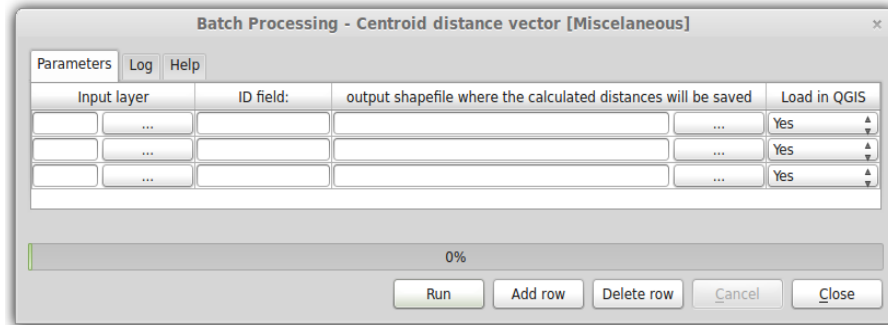 Batch Processing - Centroid distance vector [Miscelaneous]
Parameters Log Help
Input layer ID field: output shapefile where the calculated distances will be saved Load in QGIS
... ... Yes
... ... Yes
... ... Yes
0%
Run Add row Delete row Cancel Close